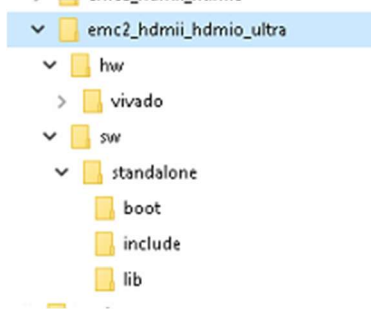 emc2_hdmii_hdmio_ultra
hw
vivado
sw
standalone
boot
include
lib